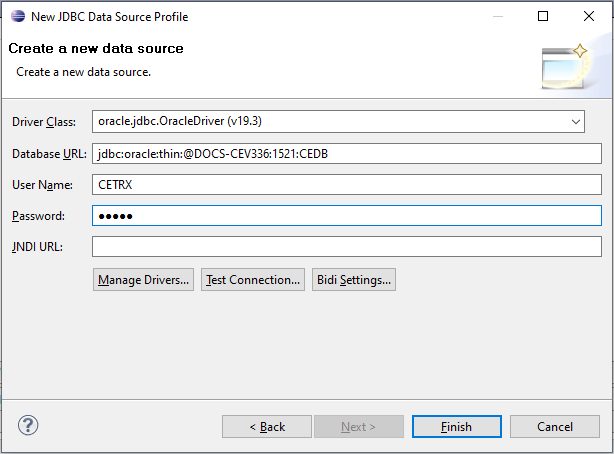 New JDBC Data Source Profile
Create a new data source
Create a new data source.
Driver Class: oracle.jdbc.OracleDriver (v19.3)
Database URL: jdbc:oracle:thin:@DOCS-CEV336:1521:CEDB
User Name: CETRX
Password: ●●●●●
JNDI URL:
Manage Drivers... Test Connection... Bidi Settings...
? < Back Next > Finish Cancel